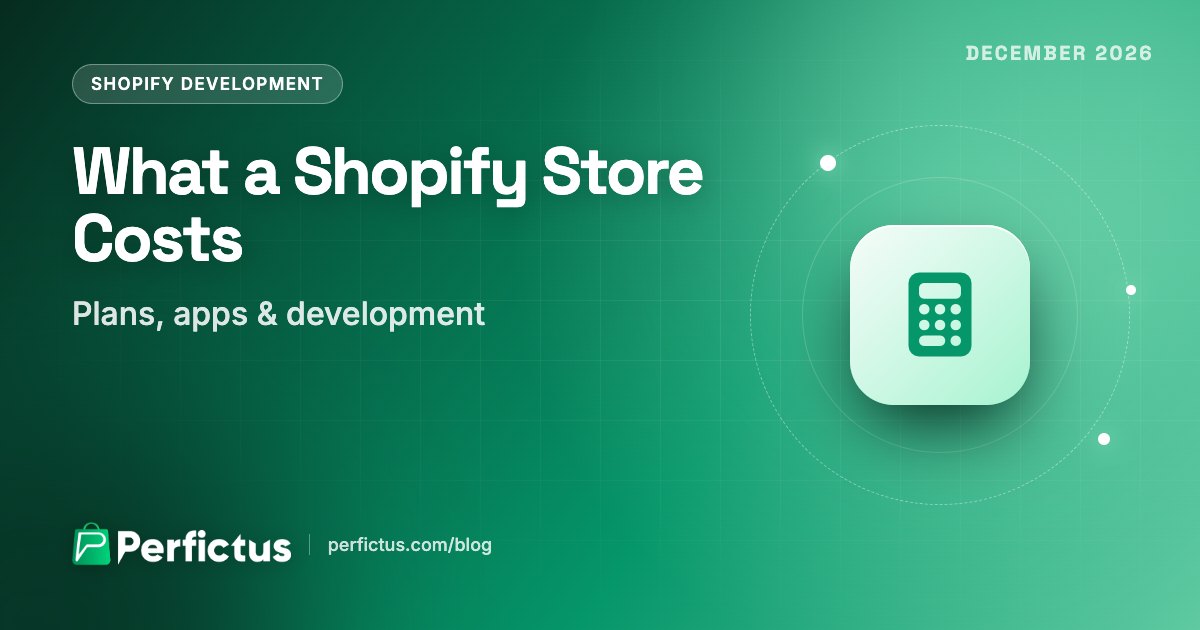 SHOPIFY DEVELOPMENT
DECEMBER 2026
What a Shopify Store
Costs
Plans, apps & development
Perfictus
perfictus.com/blog